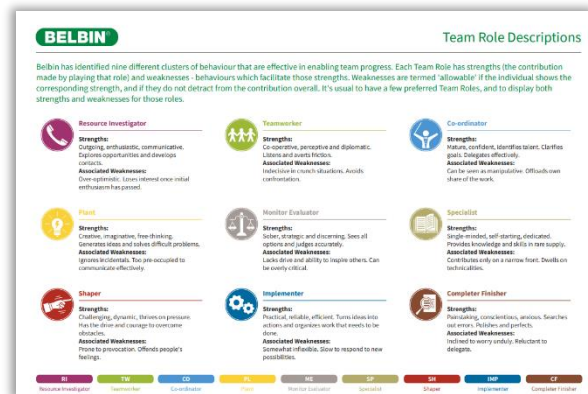 BELBIN®
Team Role Descriptions
Belbin has identified nine different clusters of behaviour that are effective in enabling team progress. Each Team Role has strengths (the contribution
made by playing that role) and weaknesses - behaviours which facilitate those strengths. Weaknesses are termed 'allowable' if the individual shows the
corresponding strength, and if they do not detract from the contribution overall. It's usual to have a few preferred Team Roles, and to display both
strengths and weaknesses for those roles.
Resource Investigator
Strengths:
Outgoing, enthusiastic, communicative.
Explores opportunities and develops
contacts.
Associated Weaknesses:
Over-optimistic. Loses interest once initial
enthusiasm has passed.
Teamworker
Strengths:
Co-operative, perceptive and diplomatic.
Listens and averts friction.
Associated Weaknesses:
Indecisive in crunch situations. Avoids
confrontation.
Co-ordinator
Strengths:
Mature, confident, identifies talent. Clarifies
goals. Delegates effectively.
Associated Weaknesses:
Can be seen as manipulative. Offloads own
share of the work.
Plant
Strengths:
Creative, imaginative, free-thinking.
Generates ideas and solves difficult problems.
Associated Weaknesses:
Ignores incidentals. Too pre-occupied to
communicate effectively.
Monitor Evaluator
Strengths:
Sober, strategic and discerning. Sees all
options and judges accurately.
Associated Weaknesses:
Lacks drive and ability to inspire others. Can
be overly critical.
Specialist
Strengths:
Single-minded, self-starting, dedicated.
Provides knowledge and skills in rare supply.
Associated Weaknesses:
Contributes only on a narrow front. Dwells on
technicalities.
Shaper
Strengths:
Challenging, dynamic, thrives on pressure.
Has the drive and courage to overcome
obstacles.
Associated Weaknesses:
Prone to provocation. Offends people's
feelings.
Implementer
Strengths:
Practical, reliable, efficient. Turns ideas into
actions and organizes work that needs to be
done.
Associated Weaknesses:
Somewhat inflexible. Slow to respond to new
possibilities.
Completer Finisher
Strengths:
Painstaking, conscientious, anxious. Searches
out errors. Polishes and perfects.
Associated Weaknesses:
Inclined to worry unduly. Reluctant to
delegate.
RI TW CO PL ME SP SH IMP CF
Resource Investigator Teamworker Co-ordinator Plant Monitor Evaluator Specialist Shaper Implementer Completer Finisher